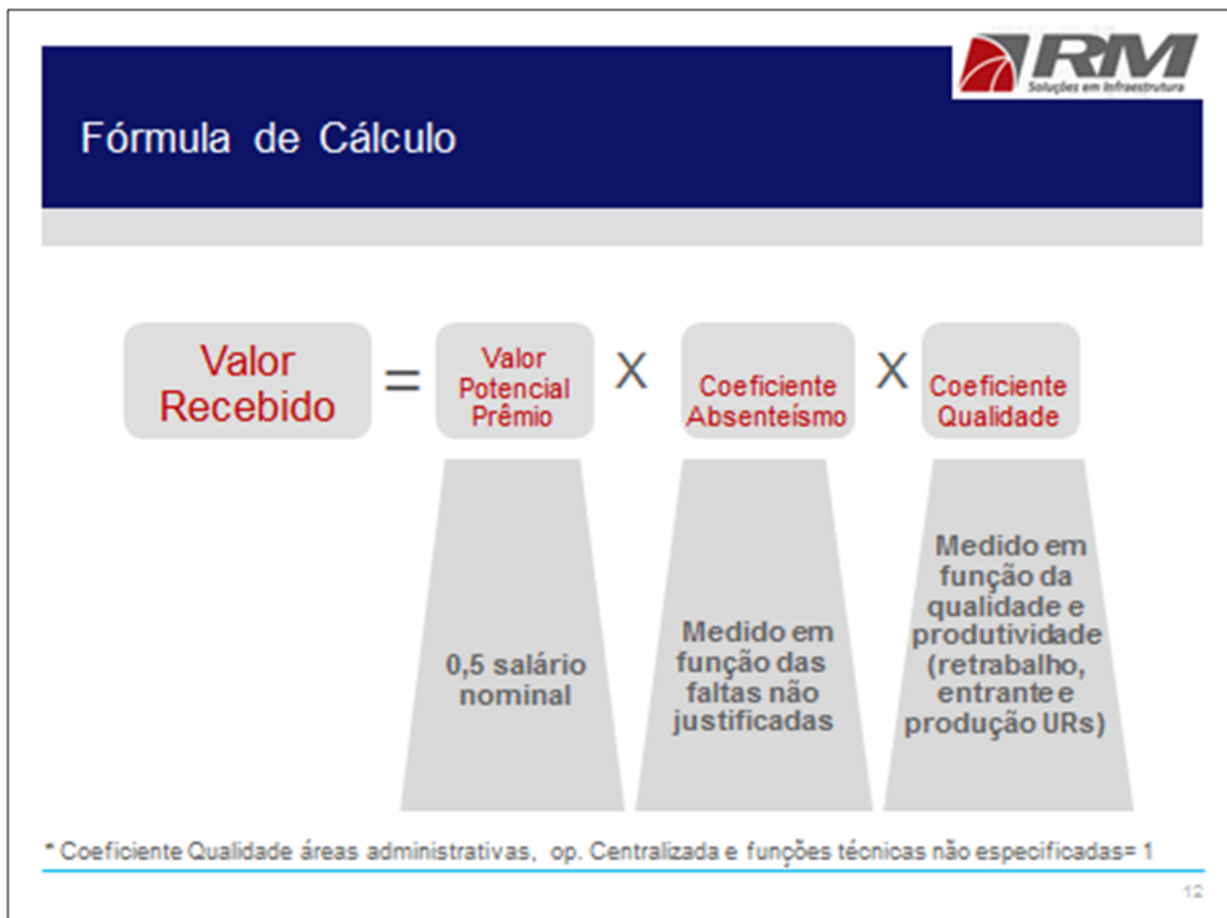 RM
Soluções em Infraestrutura
Fórmula de Cálculo
Valor
Recebido
=
Valor
Potencial
Prêmio
X
Coeficiente
Absenteísmo
X
Coeficiente
Qualidade
0,5 salário
nominal
Medido em
função das
faltas não
justificadas
Medido em
função da
qualidade e
produtividade
(retrabalho,
entrante e
produção URs)
* Coeficiente Qualidade áreas administrativas, op. Centralizada e funções técnicas não especificadas= 1
12